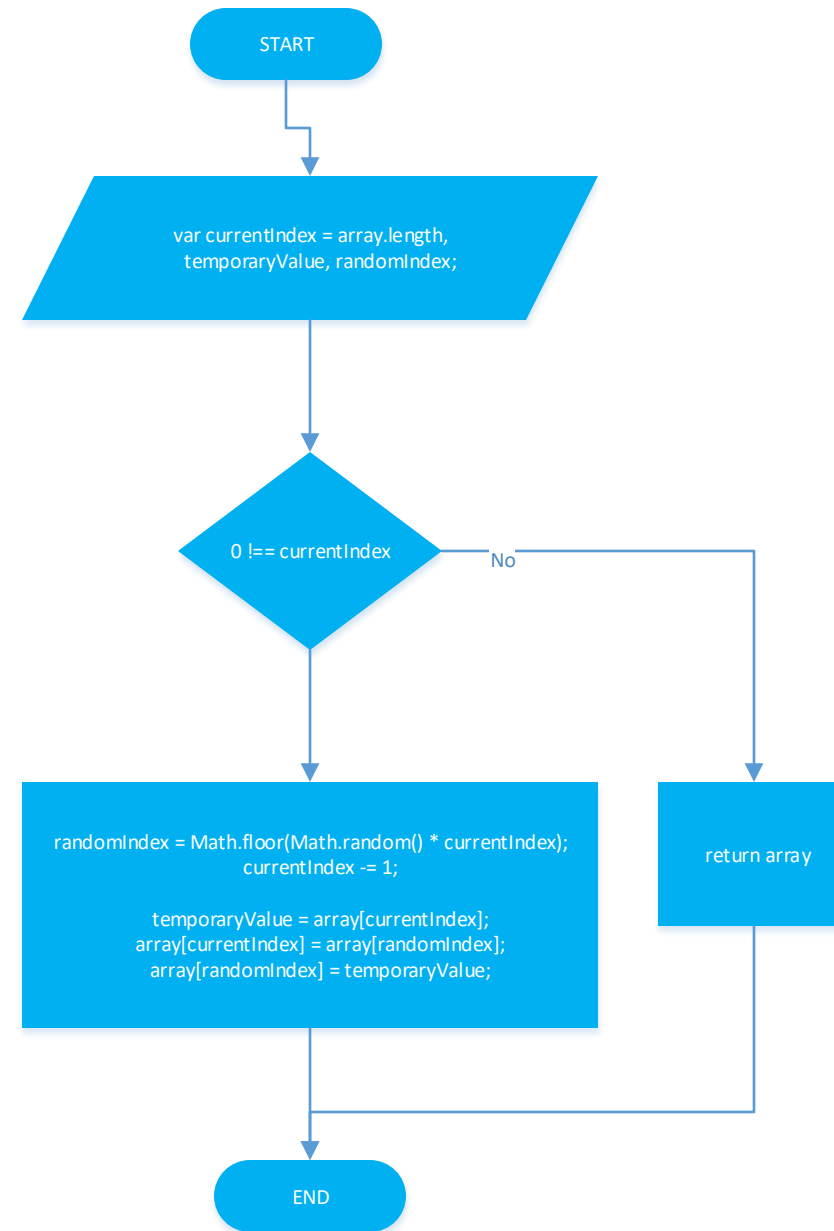 START
var currentIndex = array.length,
temporaryValue, randomIndex;
0 !== currentIndex
No
randomIndex = Math.floor(Math.random() * currentIndex);
currentIndex -= 1;
temporaryValue = array[currentIndex];
array[currentIndex] = array[randomIndex];
array[randomIndex] = temporaryValue;
return array
END